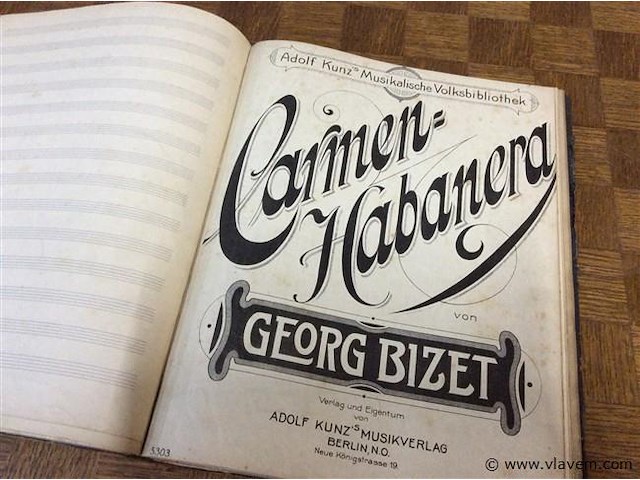 Adolf Kunz's Musikalische Volksbibliothek
Carmen=
Habanera
von
GEORG BIZET
Verlag und Eigentum
von
ADOLF KUNZ'S MUSIKVERLAG
BERLIN, N.O.
Neue Königstrasse 19.
5303
© www.vlavem.com